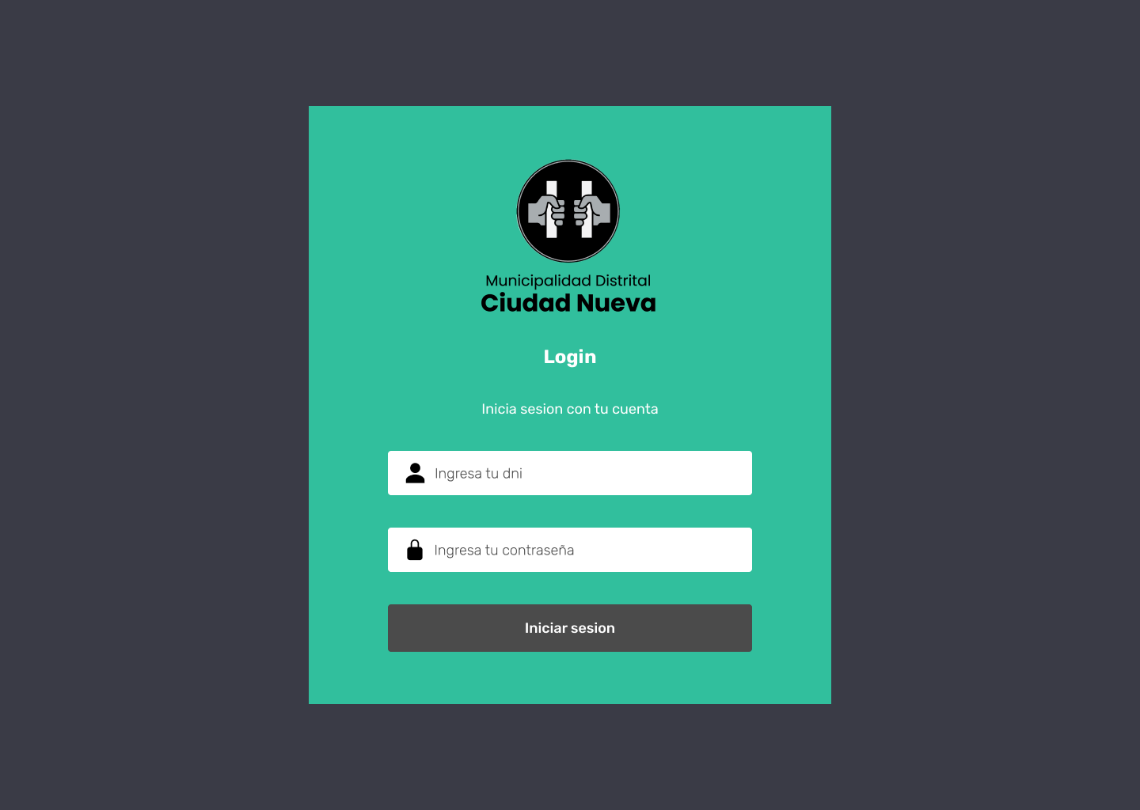 Municipalidad Distrital
Ciudad Nueva
Login
Inicia sesion con tu cuenta
Ingresa tu dni
Ingresa tu contraseña
Iniciar sesion